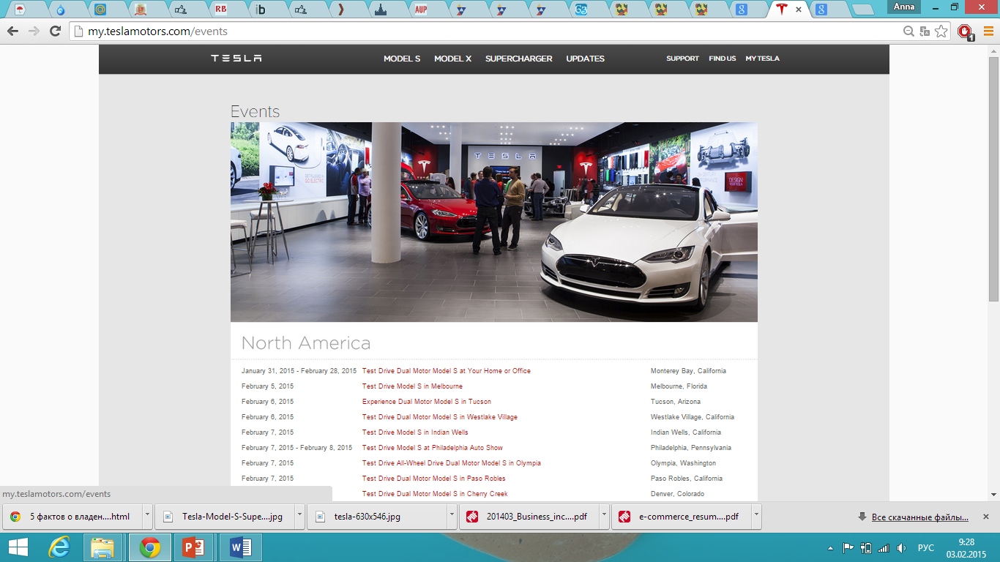 RB
ib
AUP
Anna
my.teslamotors.com/events
1
TESLA MODEL S MODEL X SUPERCHARGER UPDATES SUPPORT FIND US MY TESLA
Events
TESLA
GO ELECTRIC
TESLA
DESIGN
North America
January 31, 2015 - February 28, 2015 Test Drive Dual Motor Model S at Your Home or Office Monterey Bay, California
February 5, 2015 Test Drive Model S in Melbourne Melbourne, Florida
February 6, 2015 Experience Dual Motor Model S in Tucson Tucson, Arizona
February 6, 2015 Test Drive Dual Motor Model S in Westlake Village Westlake Village, California
February 7, 2015 Test Drive Model S in Indian Wells Indian Wells, California
February 7, 2015 - February 8, 2015 Test Drive Model S at Philadelphia Auto Show Philadelphia, Pennsylvania
February 7, 2015 Test Drive All-Wheel Drive Dual Motor Model S in Olympia Olympia, Washington
February 7, 2015 Test Drive Dual Motor Model S in Paso Robles Paso Robles, California
Test Drive Dual Motor Model S in Cherry Creek Denver, Colorado
my.teslamotors.com/events
5 фактов о владен....html Tesla-Model-S-Supe....jpg tesla-630x546.jpg 201403_Business_inc....pdf e-commerce_resum....pdf Все скачанные файлы...
РУС 9:28
03.02.2015